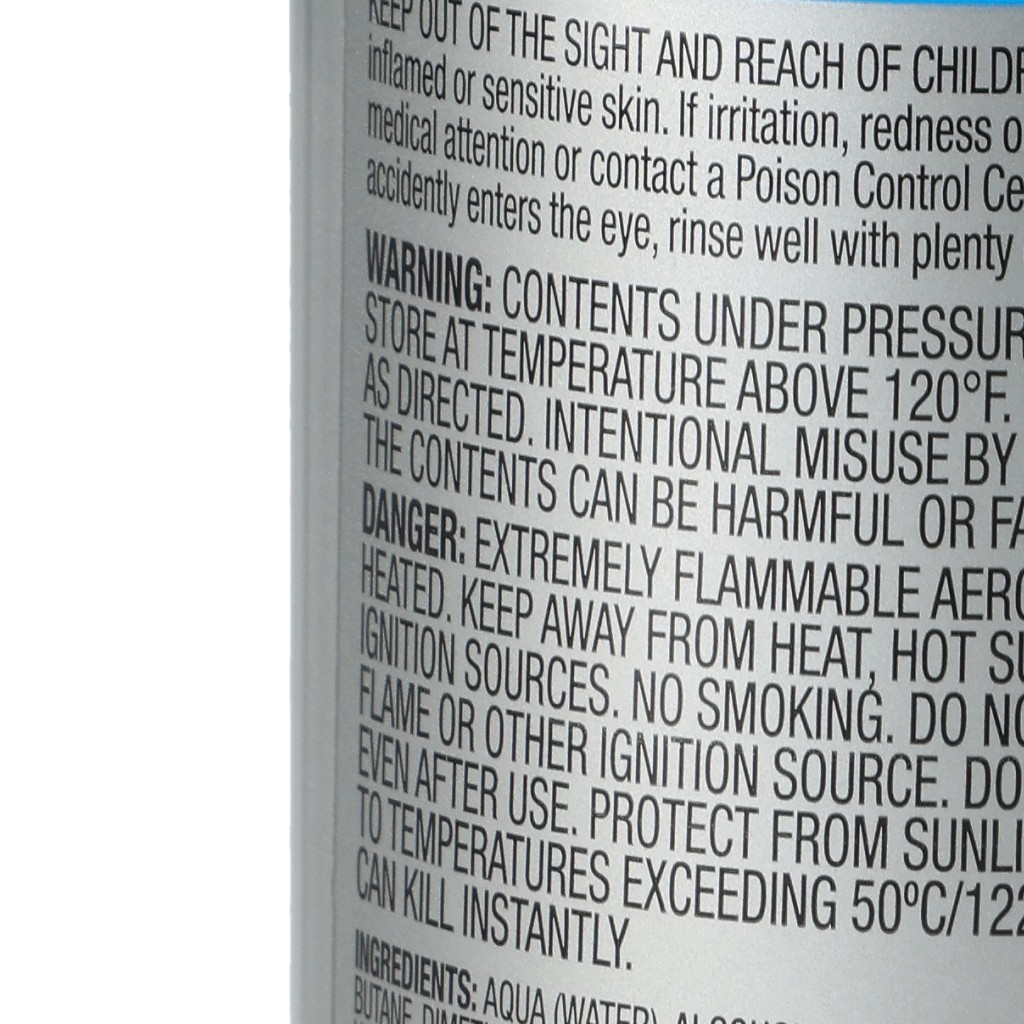 KEEP OUT OF THE SIGHT AND REACH OF CHILDR
inflamed or sensitive skin. If irritation, redness o
medical attention or contact a Poison Control Ce
accidently enters the eye, rinse well with plenty
WARNING: CONTENTS UNDER PRESSUR
STORE AT TEMPERATURE ABOVE 120°F.
AS DIRECTED. INTENTIONAL MISUSE BY
THE CONTENTS CAN BE HARMFUL OR FA
DANGER: EXTREMELY FLAMMABLE AERO
HEATED. KEEP AWAY FROM HEAT, HOT SU
IGNITION SOURCES. NO SMOKING. DO NO
FLAME OR OTHER IGNITION SOURCE. DO
EVEN AFTER USE. PROTECT FROM SUNLI
TO TEMPERATURES EXCEEDING 50ºC/122
CAN KILL INSTANTLY.
INGREDIENTS: AQUA (WATER),
BUTANE,